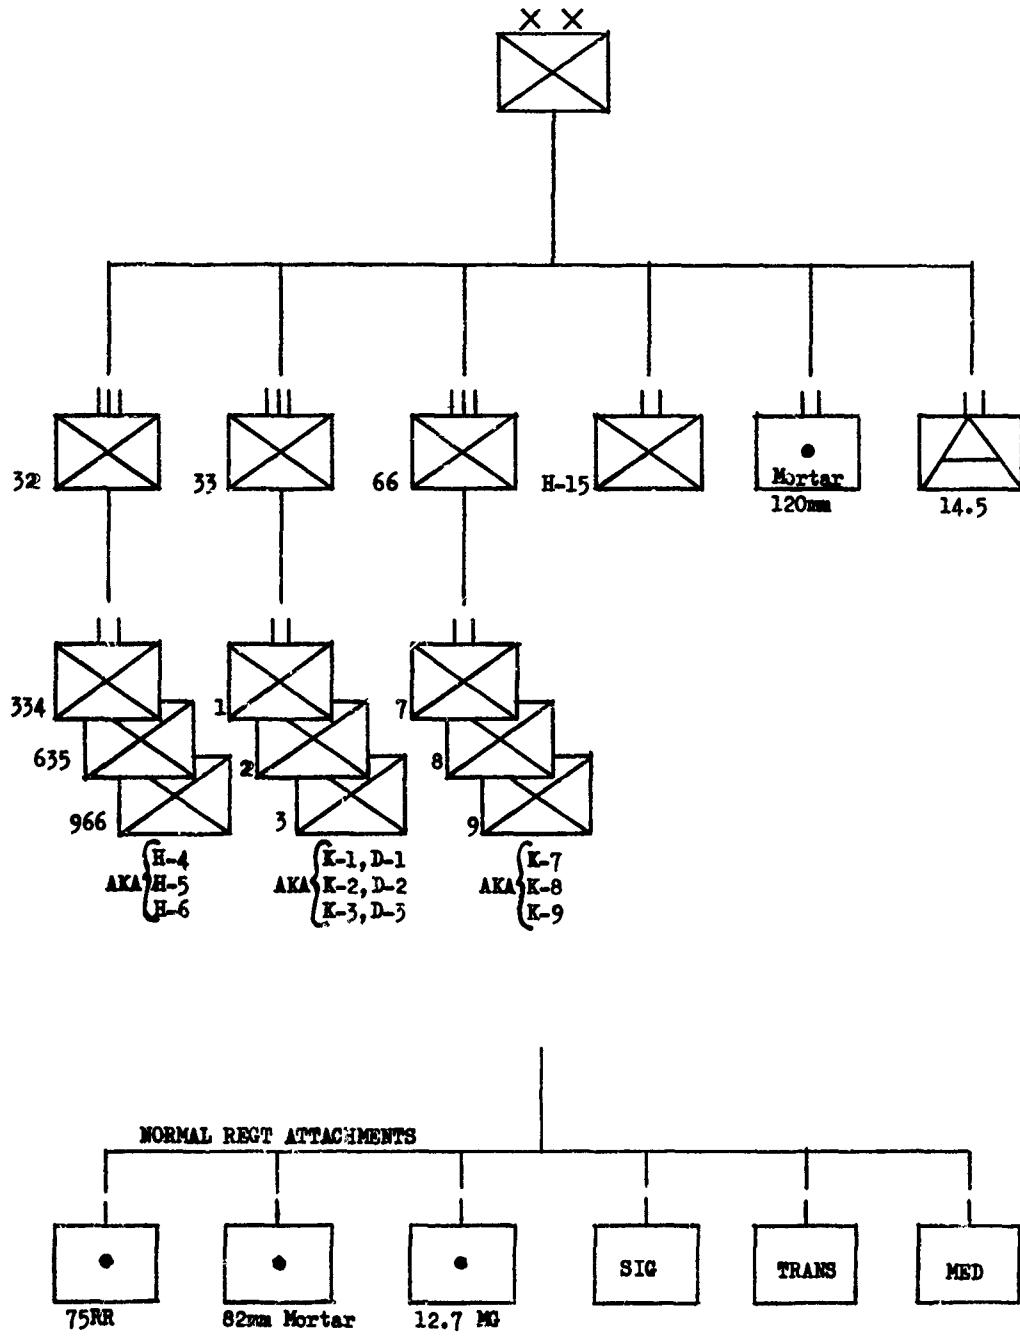 32
33
66
H-15
Mortar
120mm
14.5
334
1
7
635
2
8
966
3
9
AKA { H-4
H-5
H-6
AKA { K-1, D-1
K-2, D-2
K-3, D-3
AKA { K-7
K-8
K-9
NORMAL REGT ATTACHMENTS
SIG
TRANS
MED
75RR
82mm Mortar
12.7 MG